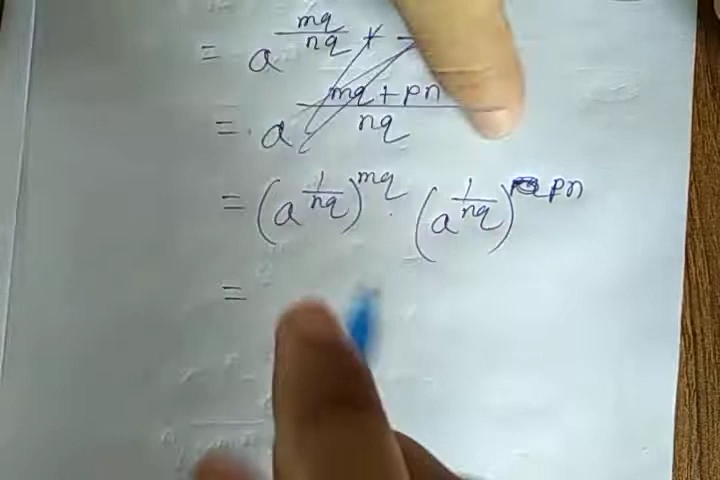 = a^(mq/nq) + -
= a^((mq + pn)/nq)
= (a^(1/nq))^mq · (a^(1/nq))^pn
=